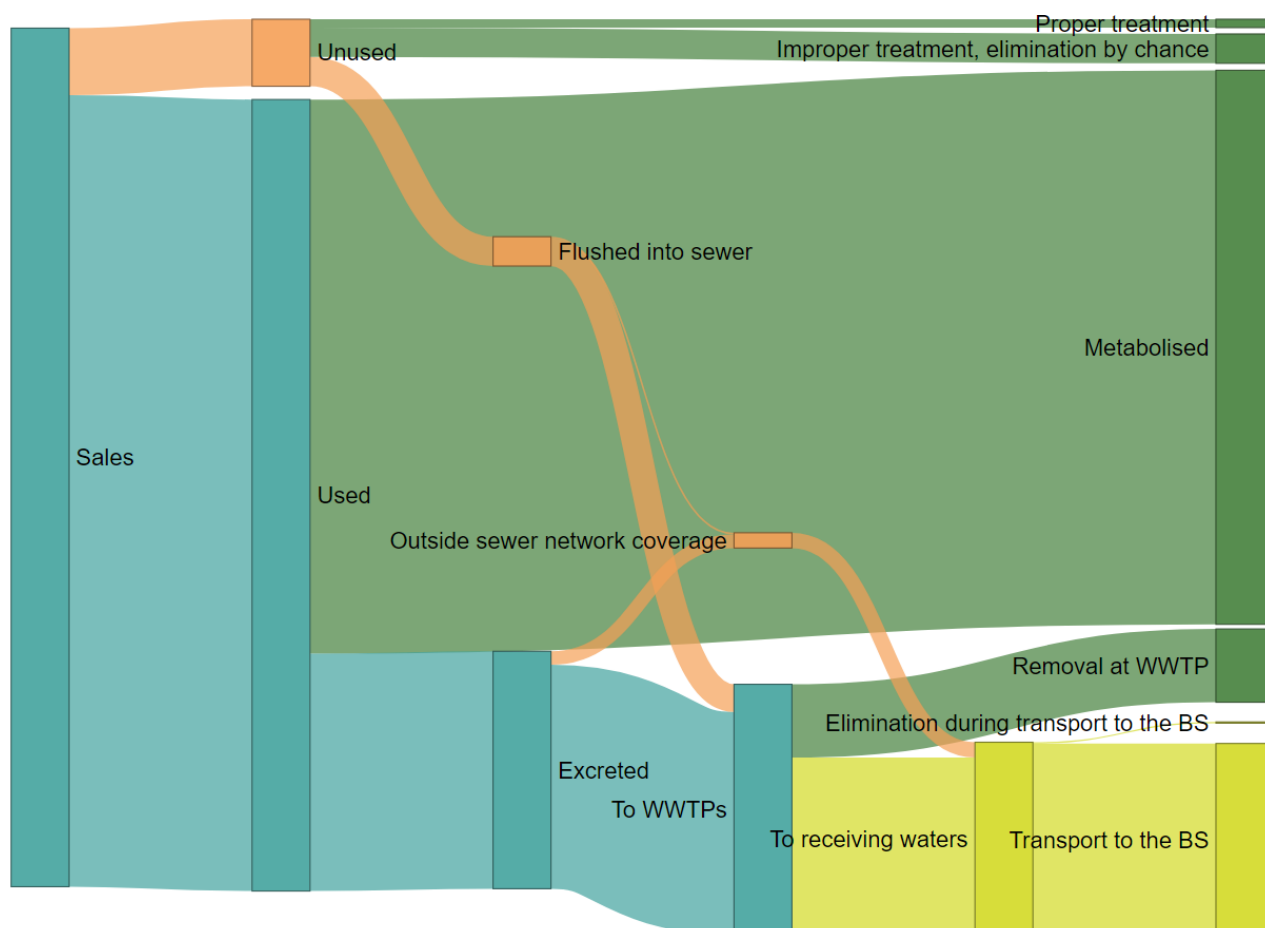 Proper treatment
Unused
Improper treatment, elimination by chance
Flushed into sewer
Metabolised
Sales
Used
Outside sewer network coverage
Removal at WWTP
Elimination during transport to the BS
Excreted
To WWTPs
To receiving waters
Transport to the BS